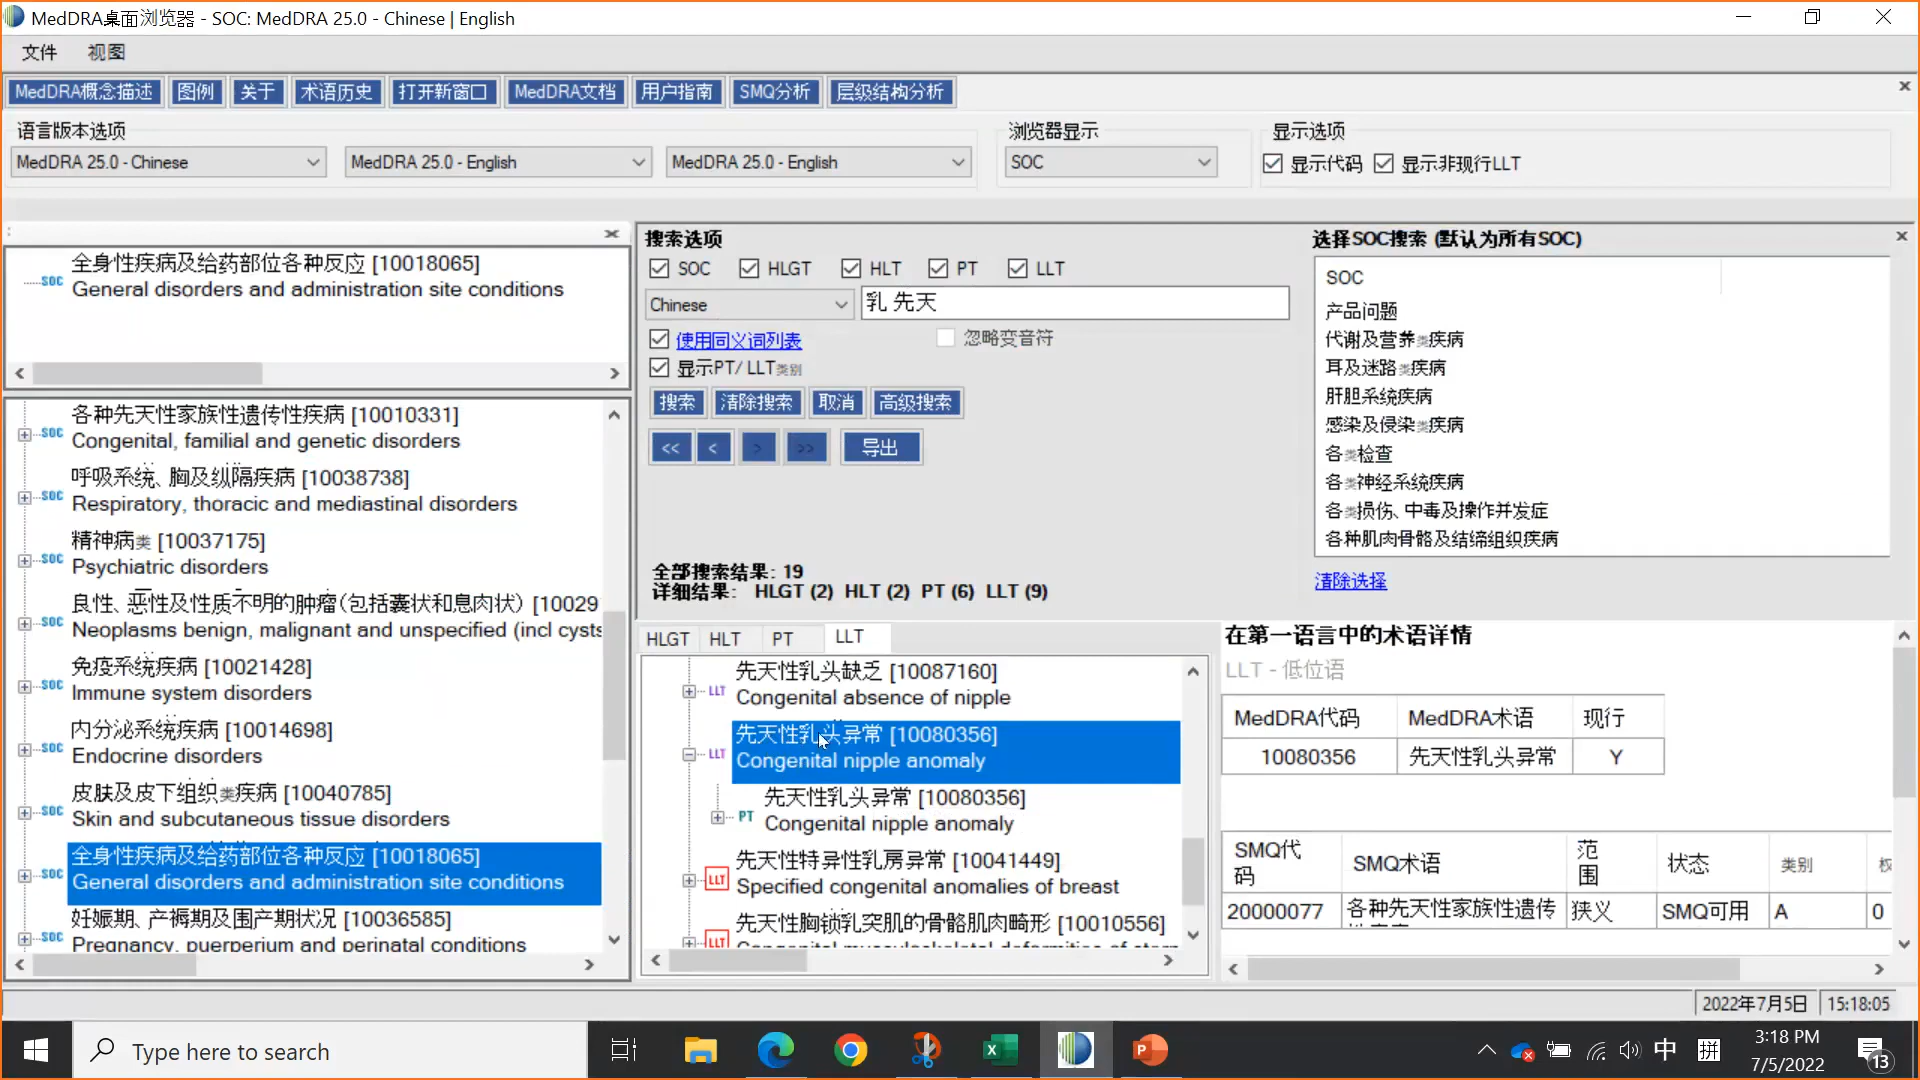 MedDRA桌面浏览器 - SOC: MedDRA 25.0 - Chinese | English
文件 视图
MedDRA概念描述 图例 关于 术语历史 打开新窗口 MedDRA文档 用户指南 SMQ分析 层级结构分析
语言版本选项
MedDRA 25.0 - Chinese
MedDRA 25.0 - English
MedDRA 25.0 - English
浏览器显示
SOC
显示选项
显示代码 显示非现行LLT
SOC 全身性疾病及给药部位各种反应 [10018065]
General disorders and administration site conditions
SOC 各种先天性家族性遗传性疾病 [10010331]
Congenital, familial and genetic disorders
SOC 呼吸系统、胸及纵隔疾病 [10038738]
Respiratory, thoracic and mediastinal disorders
SOC 精神病类 [10037175]
Psychiatric disorders
SOC 良性、恶性及性质不明的肿瘤(包括囊状和息肉状) [10029
Neoplasms benign, malignant and unspecified (incl cysts
SOC 免疫系统疾病 [10021428]
Immune system disorders
SOC 内分泌系统疾病 [10014698]
Endocrine disorders
SOC 皮肤及皮下组织类疾病 [10040785]
Skin and subcutaneous tissue disorders
SOC 全身性疾病及给药部位各种反应 [10018065]
General disorders and administration site conditions
SOC 妊娠期、产褥期及围产期状况 [10036585]
Pregnancy, puerperium and perinatal conditions
搜索选项
SOC HLGT HLT PT LLT
Chinese 乳 先天
使用同义词列表 忽略变音符
显示PT/ LLT类别
搜索 清除搜索 取消 高级搜索
<< < > >> 导出
全部搜索结果: 19
详细结果: HLGT (2) HLT (2) PT (6) LLT (9)
选择SOC搜索 (默认为所有SOC)
SOC
产品问题
代谢及营养类疾病
耳及迷路类疾病
肝胆系统疾病
感染及侵染类疾病
各类检查
各类神经系统疾病
各类损伤、中毒及操作并发症
各种肌肉骨骼及结缔组织疾病
清除选择
HLGT HLT PT LLT
LLT 先天性乳头缺乏 [10087160]
Congenital absence of nipple
LLT 先天性乳头异常 [10080356]
Congenital nipple anomaly
PT 先天性乳头异常 [10080356]
Congenital nipple anomaly
LLT 先天性特异性乳房异常 [10041449]
Specified congenital anomalies of breast
LLT 先天性胸锁乳突肌的骨骼肌肉畸形 [10010556]
Congenital musculoskeletal deformities of
在第一语言中的术语详情
LLT - 低位语
MedDRA代码 MedDRA术语 现行
10080356 先天性乳头异常 Y
SMQ代码 SMQ术语 范围 状态 类别 权
20000077 各种先天性家族性遗传 狭义 SMQ可用 A 0
2022年7月5日 15:18:05
Type here to search
中 拼
3:18 PM
7/5/2022
13